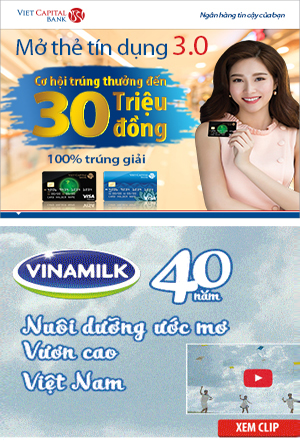 VIET CAPITAL
BANK
Ngân hàng tin cậy của bạn
Mở thẻ tín dụng 3.0
Cơ hội trúng thưởng đến
30 Triệu
đồng
100% trúng giải
VISA
VINAMILK
40
năm
Nuôi dưỡng ước mơ
Vươn cao
Việt Nam
XEM CLIP